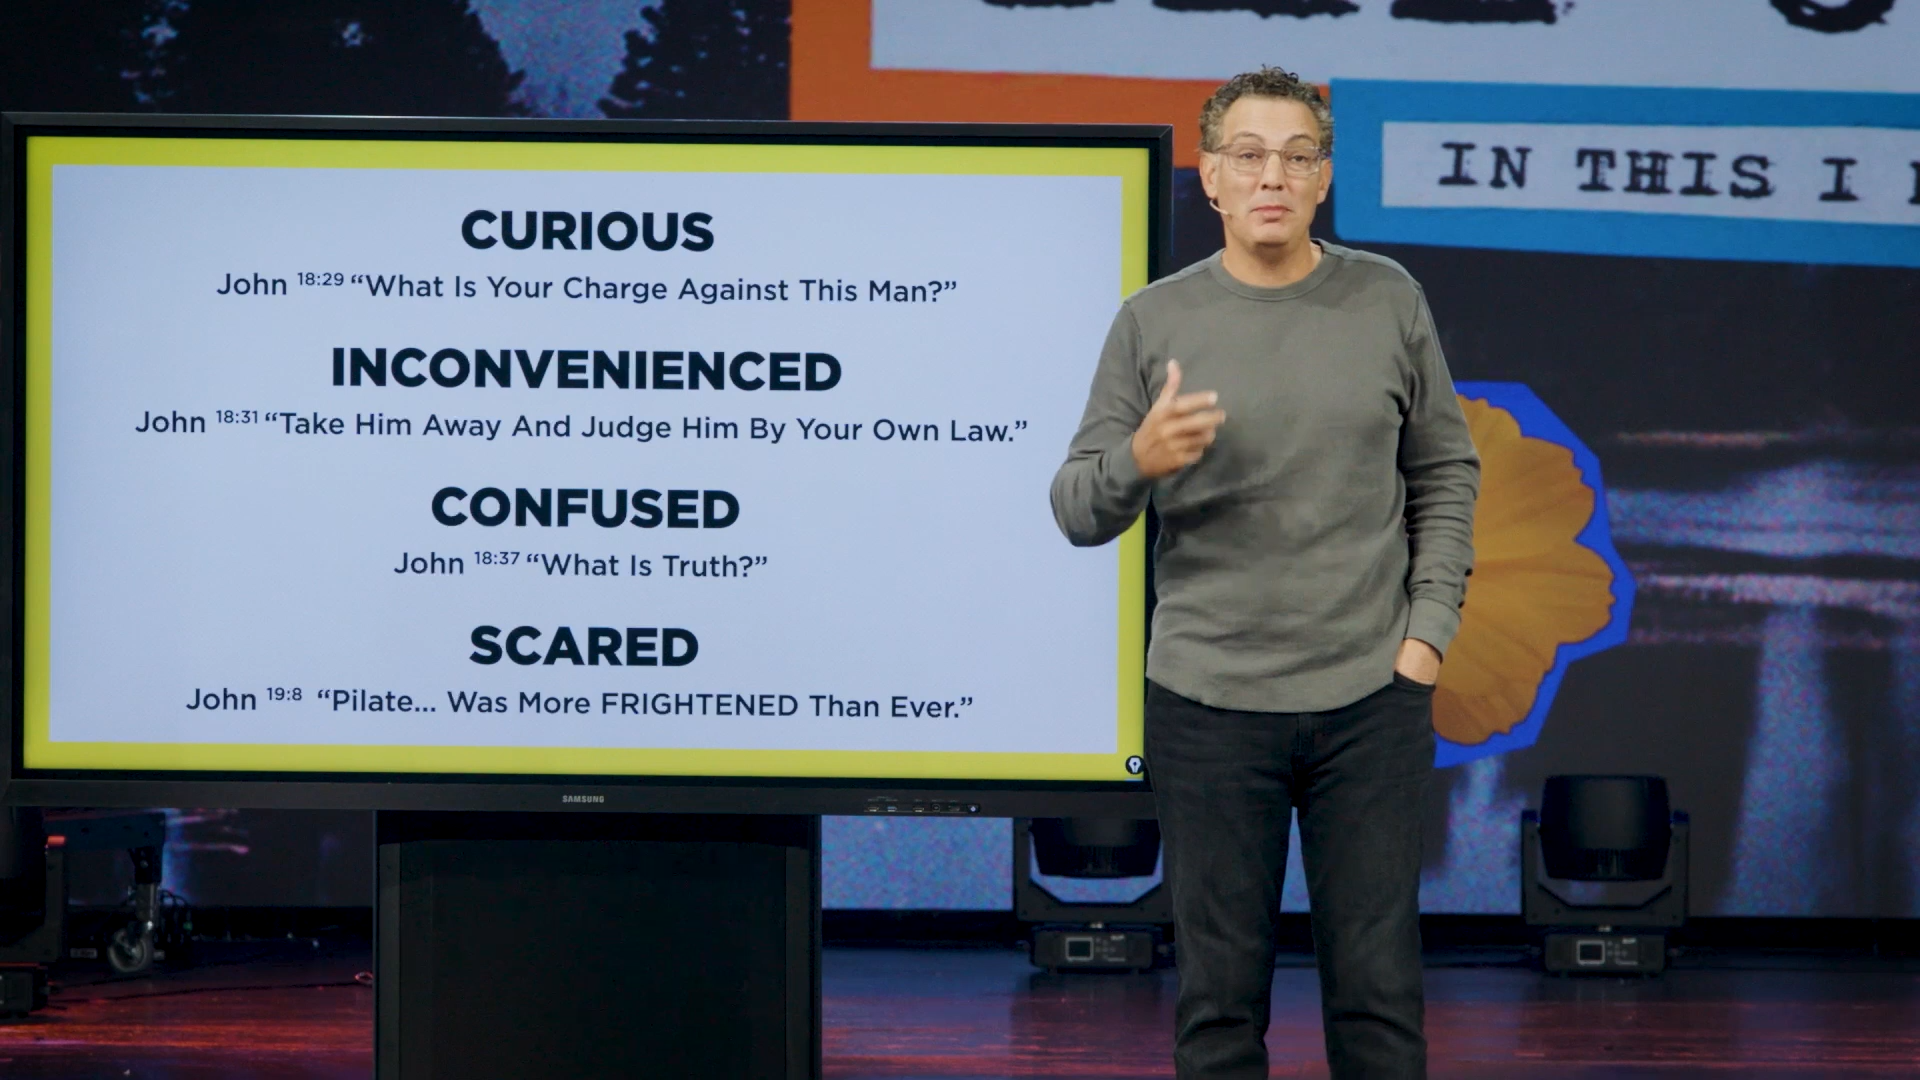 IN THIS I
CURIOUS
John 18:29 “What Is Your Charge Against This Man?”
INCONVENIENCED
John 18:31 “Take Him Away And Judge Him By Your Own Law.”
CONFUSED
John 18:37 “What Is Truth?”
SCARED
John 19:8 “Pilate... Was More FRIGHTENED Than Ever.”
SAMSUNG